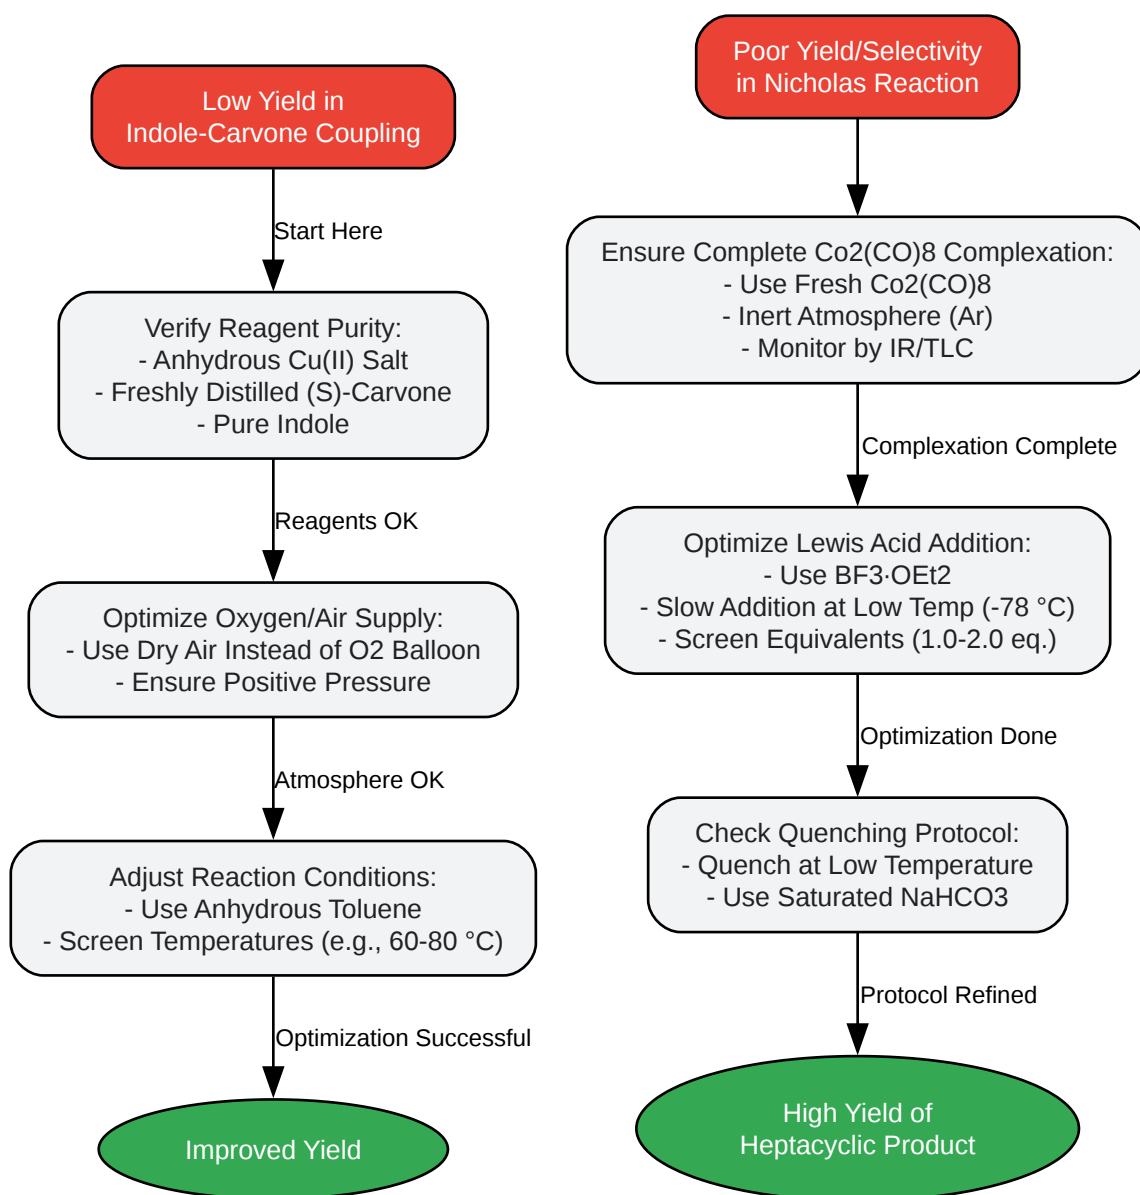 Low Yield in
Indole-Carvone Coupling
Start Here
Verify Reagent Purity:
- Anhydrous Cu(II) Salt
- Freshly Distilled (S)-Carvone
- Pure Indole
Reagents OK
Optimize Oxygen/Air Supply:
- Use Dry Air Instead of O2 Balloon
- Ensure Positive Pressure
Atmosphere OK
Adjust Reaction Conditions:
- Use Anhydrous Toluene
- Screen Temperatures (e.g., 60-80 °C)
Optimization Successful
Improved Yield
Poor Yield/Selectivity
in Nicholas Reaction
Ensure Complete Co2(CO)8 Complexation:
- Use Fresh Co2(CO)8
- Inert Atmosphere (Ar)
- Monitor by IR/TLC
Complexation Complete
Optimize Lewis Acid Addition:
- Use BF3·OEt2
- Slow Addition at Low Temp (-78 °C)
- Screen Equivalents (1.0-2.0 eq.)
Optimization Done
Check Quenching Protocol:
- Quench at Low Temperature
- Use Saturated NaHCO3
Protocol Refined
High Yield of
Heptacyclic Product